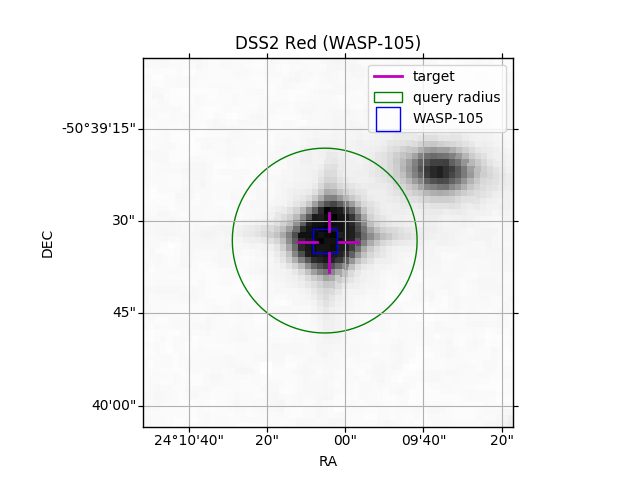 DSS2 Red (WASP-105)
target
query radius
WASP-105
-50°39'15"
30"
45"
40'00"
DEC
24°10'40" 20" 00" 09'40" 20"
RA